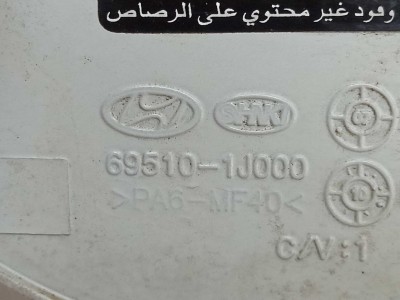 وقود غير محتوي على الرصاص
69510-1J000
>PA6-MF40<
C/V:1